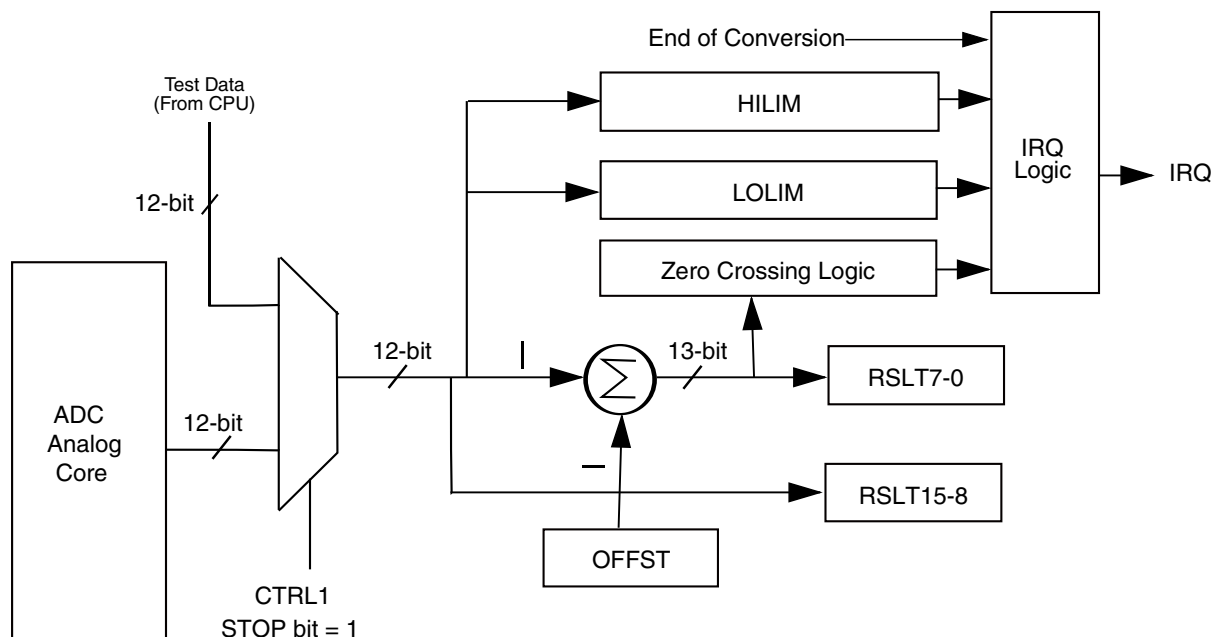 End of Conversion
Test Data
(From CPU)
HILIM
IRQ
Logic
IRQ
12-bit
LOLIM
Zero Crossing Logic
12-bit
13-bit
RSLT7-0
ADC
Analog
Core
12-bit
Σ
–
RSLT15-8
OFFST
CTRL1
STOP bit = 1